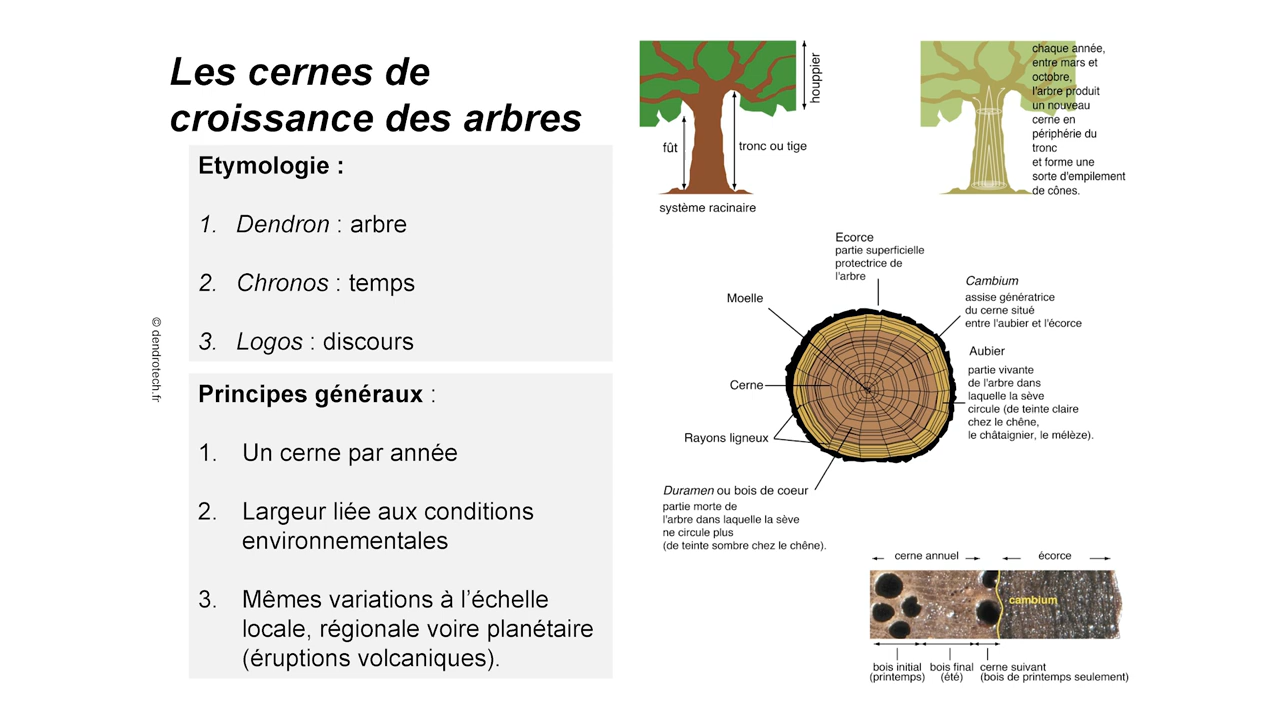 Les cernes de
croissance des arbres
Etymologie :
1. Dendron : arbre
2. Chronos : temps
3. Logos : discours
Principes généraux :
1. Un cerne par année
2. Largeur liée aux conditions
environnementales
3. Mêmes variations à l'échelle
locale, régionale voire planétaire
(éruptions volcaniques).
© dendrotech.fr
houppier
fût
tronc ou tige
système racinaire
chaque année,
entre mars et
octobre,
l'arbre produit
un nouveau
cerne en
périphérie du
tronc
et forme une
sorte d'empilement
de cônes.
Ecorce
partie superficielle
protectrice de
l'arbre
Moelle
Cambium
assise génératrice
du cerne situé
entre l'aubier et l'écorce
Aubier
partie vivante
de l'arbre dans
laquelle la sève
circule (de teinte claire
chez le chêne,
le châtaignier, le mélèze).
Cerne
Rayons ligneux
Duramen ou bois de coeur
partie morte de
l'arbre dans laquelle la sève
ne circule plus
(de teinte sombre chez le chêne).
cerne annuel
écorce
cambium
bois initial
(printemps)
bois final
(été)
cerne suivant
(bois de printemps seulement)